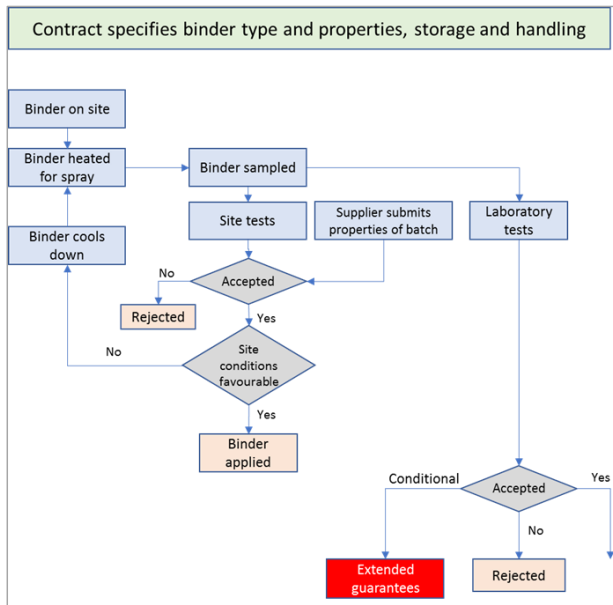 Contract specifies binder type and properties, storage and handling
Binder on site
Binder heated
for spray
Binder sampled
Site tests
Supplier submits
properties of batch
Laboratory
tests
Binder cools
down
No
Accepted
Rejected
Yes
No
Site
conditions
favourable
Yes
Binder
applied
Conditional
Accepted
Yes
No
Extended
guarantees
Rejected